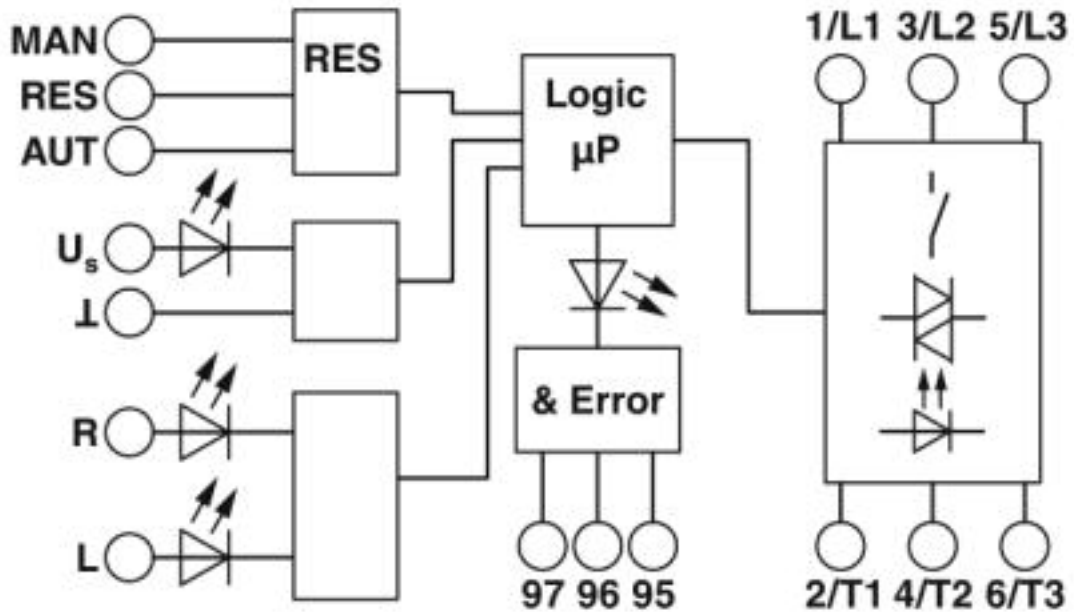 MAN
RES
AUT
RES
Us
⊥
R
L
Logic
µP
& Error
97 96 95
1/L1 3/L2 5/L3
2/T1 4/T2 6/T3